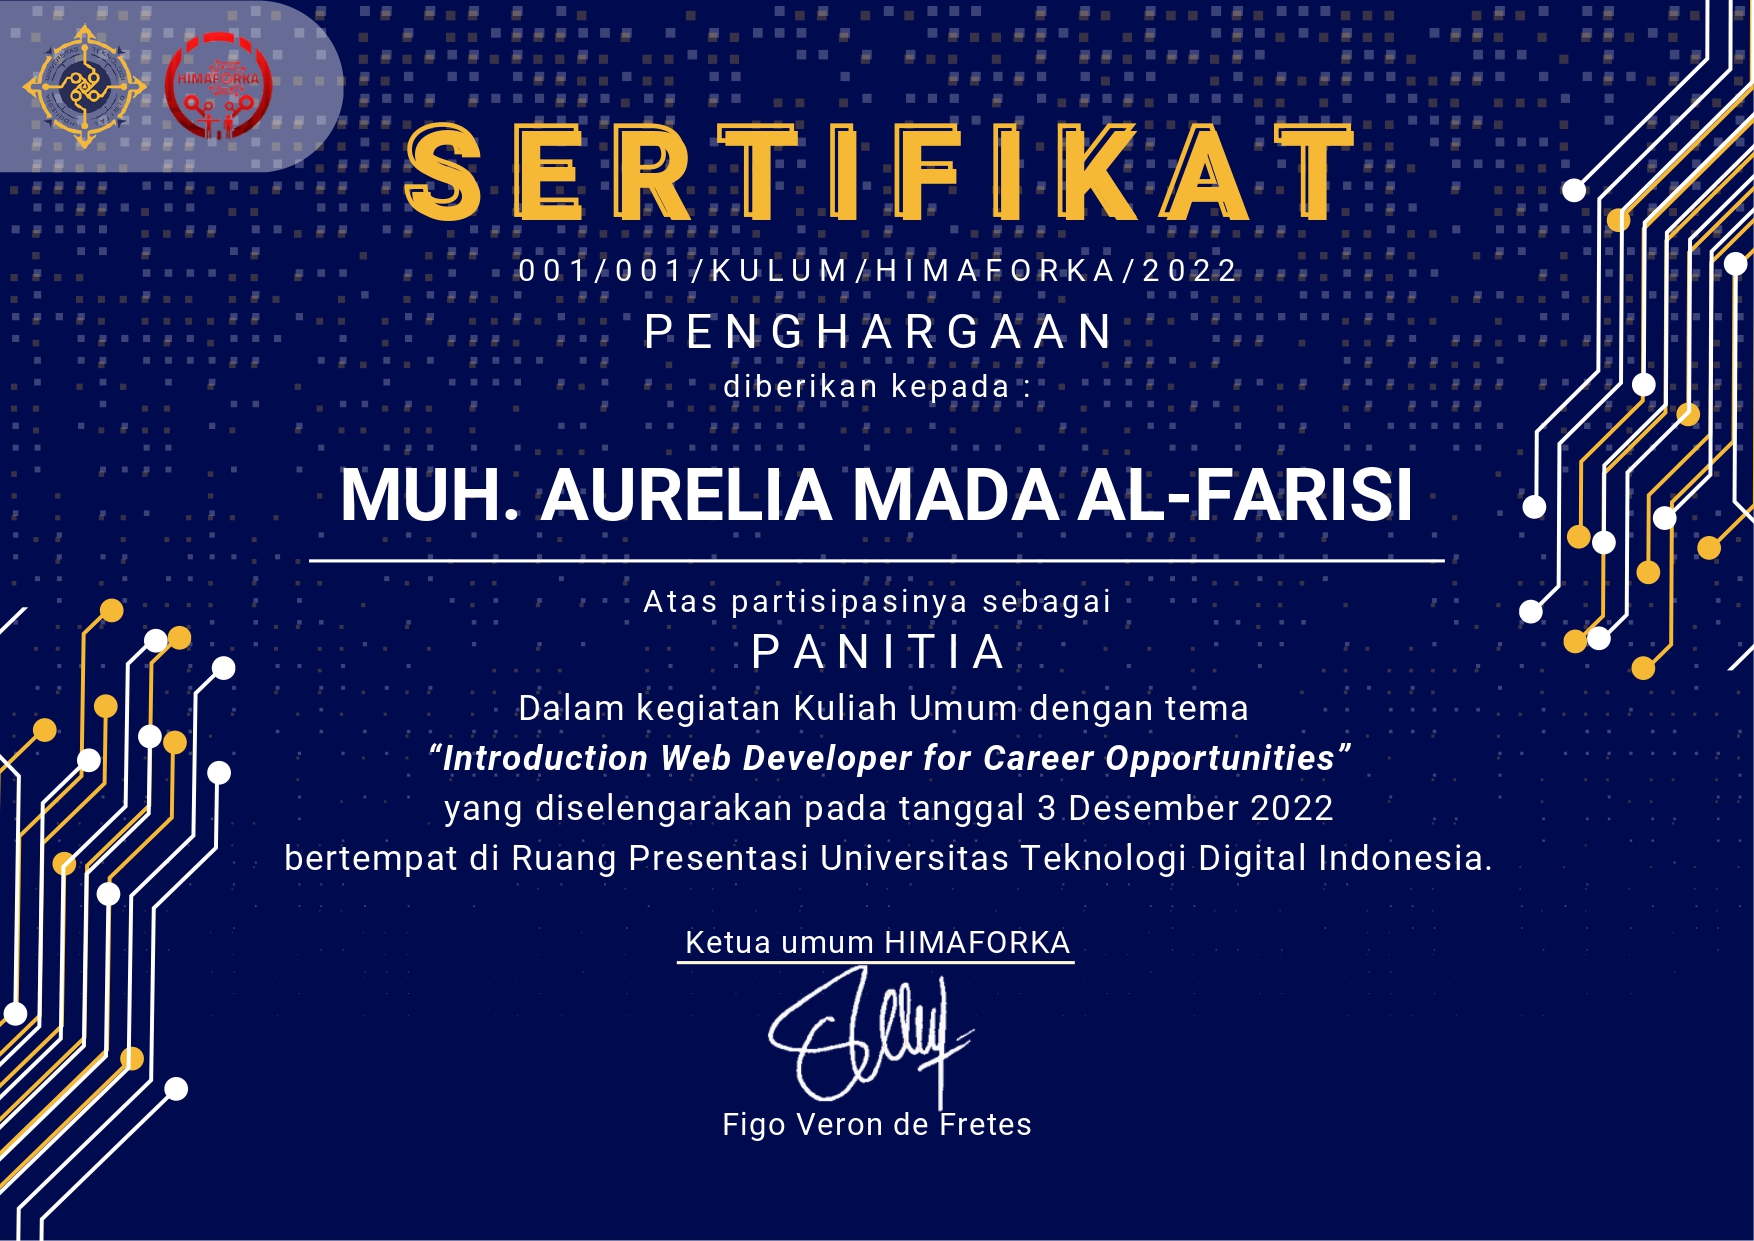 HIMAFORKA
SERTIFIKAT
001/001/KULUM/HIMAFORKA/2022
PENGHARGAAN
diberikan kepada :
MUH. AURELIA MADA AL-FARISI
Atas partisipasinya sebagai
PANITIA
Dalam kegiatan Kuliah Umum dengan tema
“Introduction Web Developer for Career Opportunities”
yang diselengarakan pada tanggal 3 Desember 2022
bertempat di Ruang Presentasi Universitas Teknologi Digital Indonesia.
Ketua umum HIMAFORKA
Figo Veron de Fretes